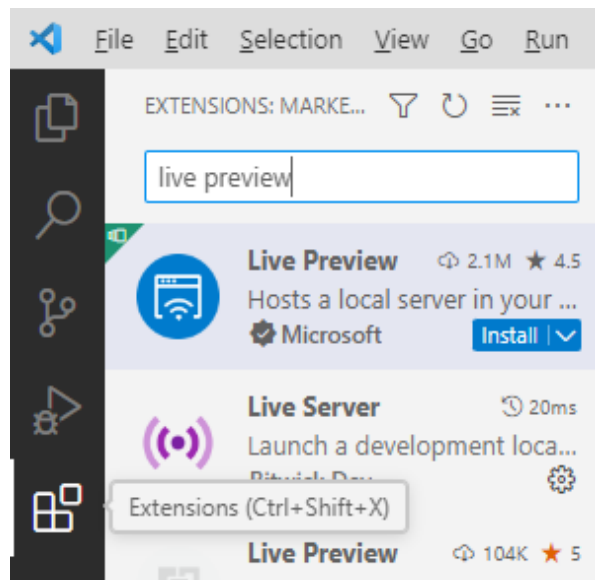 File Edit Selection View Go Run
EXTENSIONS: MARKE...
live preview
Live Preview 2.1M ★ 4.5
Hosts a local server in your ...
Microsoft Install
Live Server 20ms
Launch a development loca...
Extensions (Ctrl+Shift+X)
Live Preview 104K ★ 5